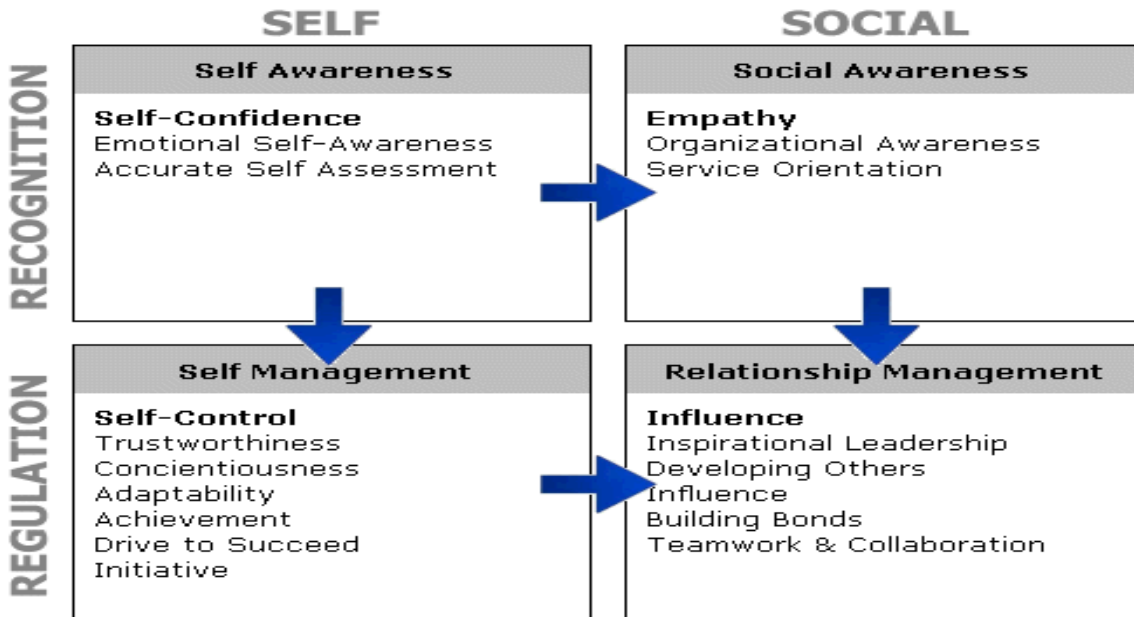 SELF
SOCIAL
RECOGNITION
Self Awareness
Self-Confidence
Emotional Self-Awareness
Accurate Self Assessment
Social Awareness
Empathy
Organizational Awareness
Service Orientation
REGULATION
Self Management
Self-Control
Trustworthiness
Concientiousness
Adaptability
Achievement
Drive to Succeed
Initiative
Relationship Management
Influence
Inspirational Leadership
Developing Others
Influence
Building Bonds
Teamwork & Collaboration